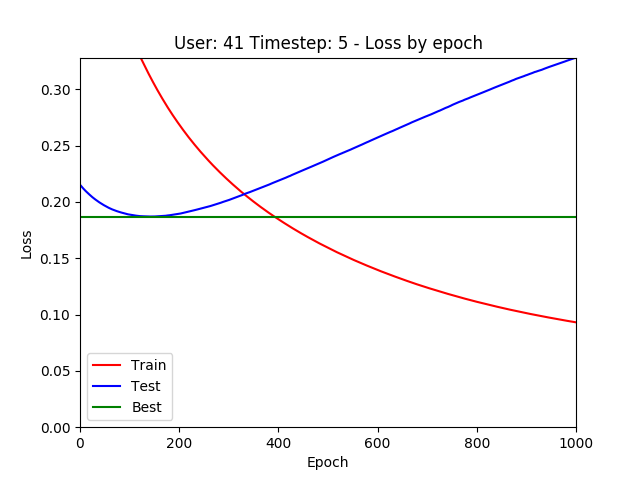 User: 41 Timestep: 5 - Loss by epoch
0.30
0.25
0.20
0.15
0.10
0.05
0.00
Loss
Train
Test
Best
0 200 400 600 800 1000
Epoch